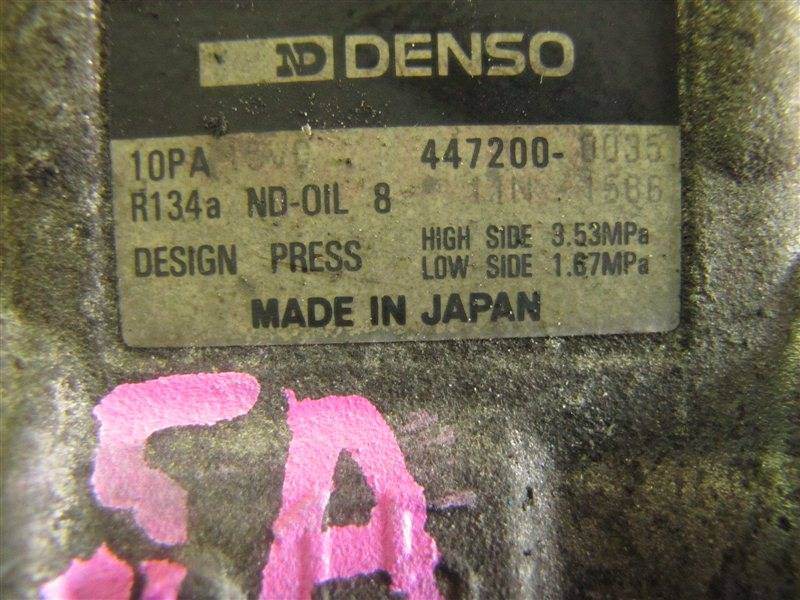 ND DENSO
10PA 447200-
R134a ND-OIL 8
DESIGN PRESS HIGH SIDE 3.53MPa
LOW SIDE 1.67MPa
MADE IN JAPAN